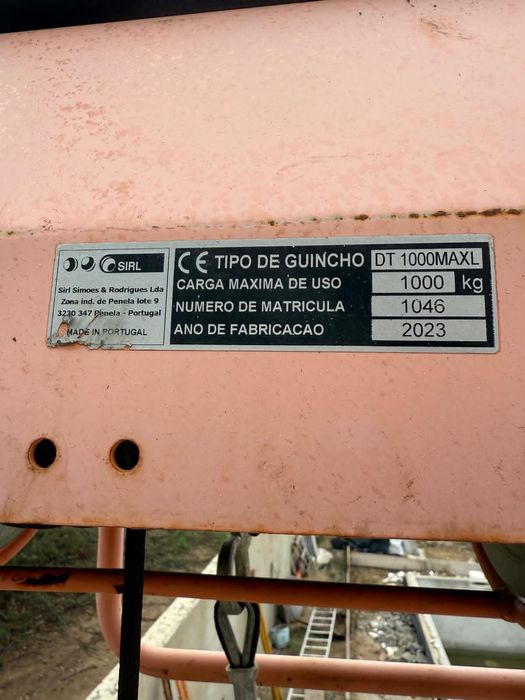 SIRL
Sirl Simoes & Rodrigues Lda
Zona ind. de Penela lote 9
3230 347 Penela - Portugal
MADE IN PORTUGAL
CE TIPO DE GUINCHO DT 1000MAXL
CARGA MAXIMA DE USO 1000 kg
NUMERO DE MATRICULA 1046
ANO DE FABRICACAO 2023